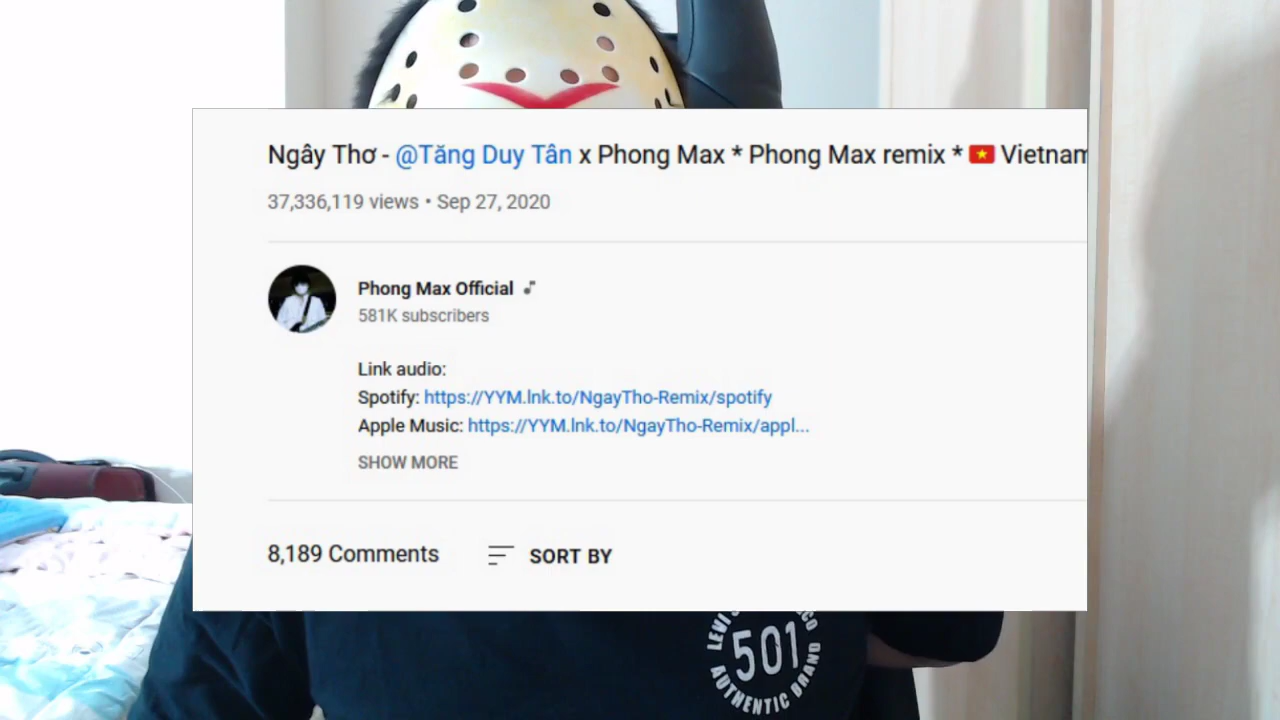 Ngây Thơ - @Tăng Duy Tân x Phong Max * Phong Max remix * 🇻🇳 Vietnam
37,336,119 views • Sep 27, 2020
Phong Max Official
581K subscribers
Link audio:
Spotify: https://YYM.lnk.to/NgayTho-Remix/spotify
Apple Music: https://YYM.lnk.to/NgayTho-Remix/appl...
SHOW MORE
8,189 Comments
SORT BY
501
AUTHENTIC BRAND